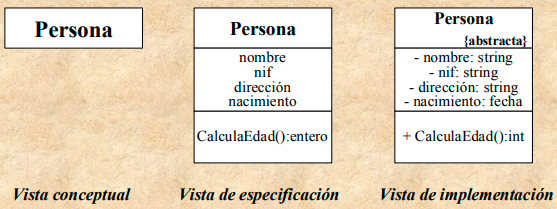 Persona
Vista conceptual
Persona
nombre
nif
dirección
nacimiento
CalculaEdad():entero
Vista de especificación
Persona
{abstracta}
- nombre: string
- nif: string
- dirección: string
- nacimiento: fecha
+ CalculaEdad():int
Vista de implementación